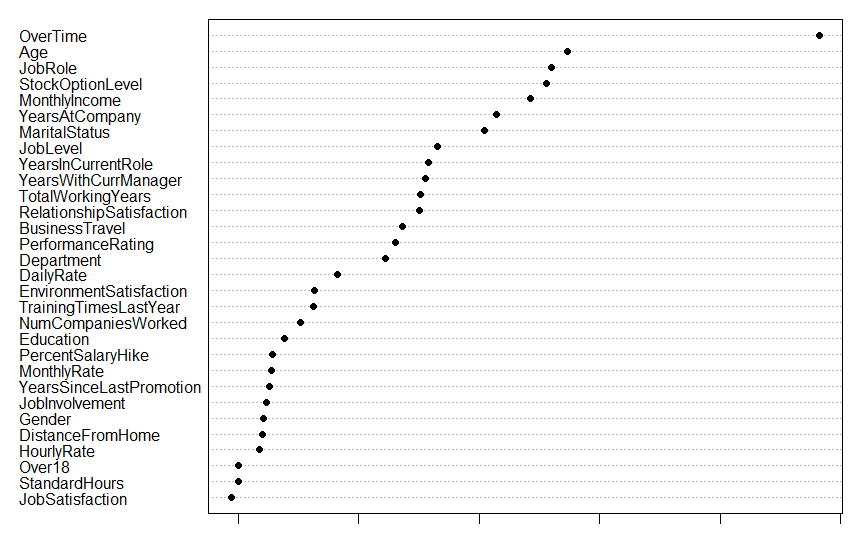 OverTime
Age
JobRole
StockOptionLevel
MonthlyIncome
YearsAtCompany
MaritalStatus
JobLevel
YearsInCurrentRole
YearsWithCurrManager
TotalWorkingYears
RelationshipSatisfaction
BusinessTravel
PerformanceRating
Department
DailyRate
EnvironmentSatisfaction
TrainingTimesLastYear
NumCompaniesWorked
Education
PercentSalaryHike
MonthlyRate
YearsSinceLastPromotion
JobInvolvement
Gender
DistanceFromHome
HourlyRate
Over18
StandardHours
JobSatisfaction